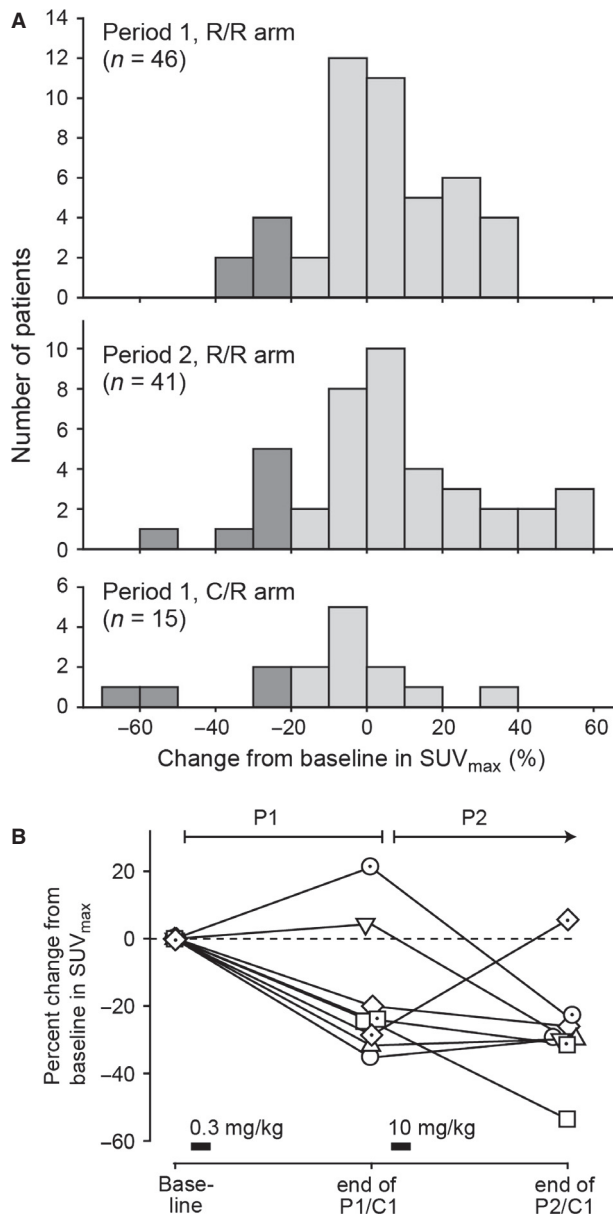 A
Number of patients
14
12
10
8
6
4
2
0
Period 1, R/R arm
(n = 46)
10
8
6
4
2
0
Period 2, R/R arm
(n = 41)
6
4
2
0
Period 1, C/R arm
(n = 15)
–60 –40 –20 0 20 40 60
Change from baseline in SUVmax (%)
B
P1 P2
Percent change from
baseline in SUVmax
20
0
–20
–40
–60
0.3 mg/kg 10 mg/kg
Base- end of end of
line P1/C1 P2/C1